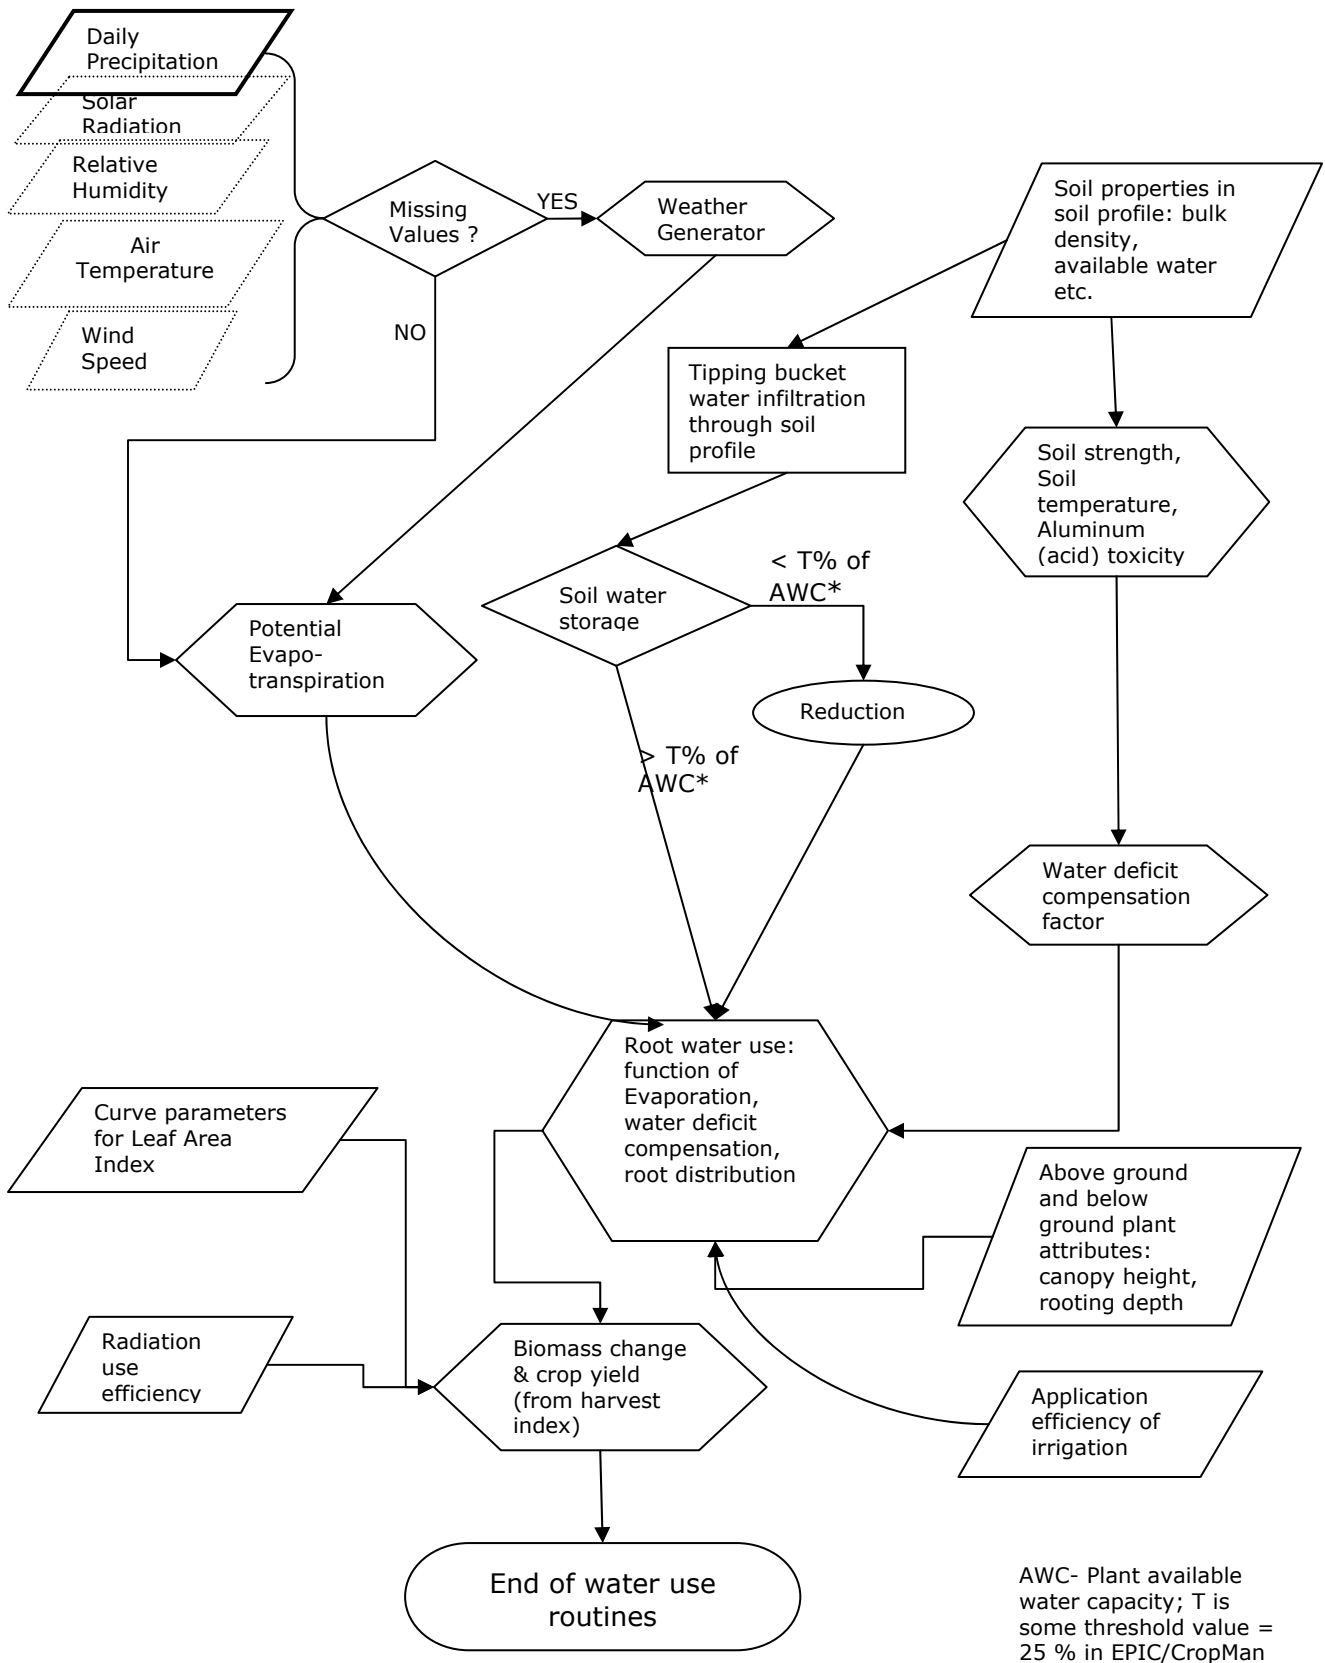 Daily
Precipitation
Solar
Radiation
Relative
Humidity
Air
Temperature
Wind
Speed
Missing
Values ?
YES
NO
Weather
Generator
Soil properties in
soil profile: bulk
density,
available water
etc.
Tipping bucket
water infiltration
through soil
profile
Soil strength,
Soil
temperature,
Aluminum
(acid) toxicity
Soil water
storage
< T% of
AWC*
Potential
Evapo-
transpiration
Reduction
> T% of
AWC*
Water deficit
compensation
factor
Root water use:
function of
Evaporation,
water deficit
compensation,
root distribution
Curve parameters
for Leaf Area
Index
Above ground
and below
ground plant
attributes:
canopy height,
rooting depth
Radiation
use
efficiency
Biomass change
& crop yield
(from harvest
index)
Application
efficiency of
irrigation
End of water use
routines
AWC- Plant available
water capacity; T is
some threshold value =
25 % in EPIC/CropMan